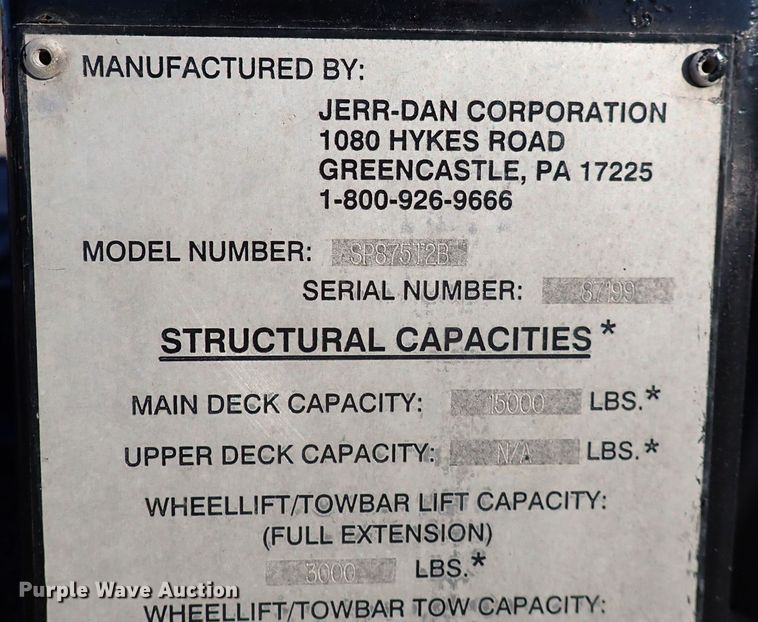 MANUFACTURED BY:
JERR-DAN CORPORATION
1080 HYKES ROAD
GREENCASTLE, PA 17225
1-800-926-9666
MODEL NUMBER: SP87512B
SERIAL NUMBER: 87199
STRUCTURAL CAPACITIES*
MAIN DECK CAPACITY: 15000 LBS.*
UPPER DECK CAPACITY: N/A LBS.*
WHEELLIFT/TOWBAR LIFT CAPACITY:
(FULL EXTENSION)
3000 LBS.*
Purple Wave Auction
WHEELLIFT/TOWBAR TOW CAPACITY: